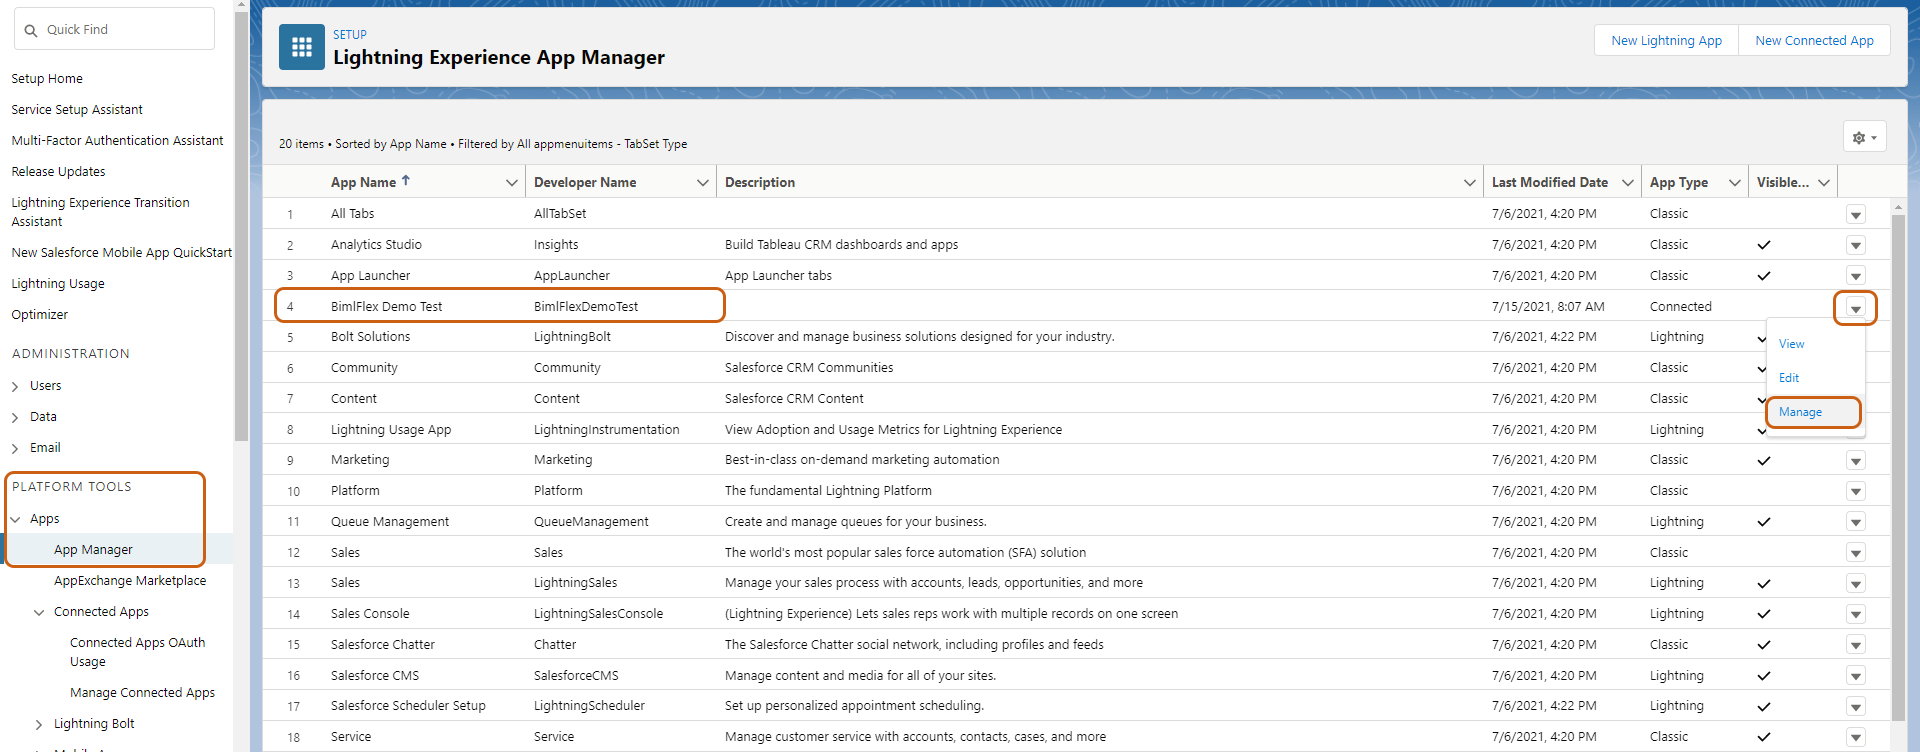 Quick Find
Setup Home
Service Setup Assistant
Multi-Factor Authentication Assistant
Release Updates
Lightning Experience Transition
Assistant
New Salesforce Mobile App QuickStart
Lightning Usage
Optimizer
ADMINISTRATION
Users
Data
Email
PLATFORM TOOLS
Apps
App Manager
AppExchange Marketplace
Connected Apps
Connected Apps OAuth
Usage
Manage Connected Apps
Lightning Bolt
SETUP
Lightning Experience App Manager
New Lightning App New Connected App
20 items • Sorted by App Name • Filtered by All appmenuitems - TabSet Type
App Name Developer Name Description Last Modified Date App Type Visible...
1 All Tabs AllTabSet 7/6/2021, 4:20 PM Classic
2 Analytics Studio Insights Build Tableau CRM dashboards and apps 7/6/2021, 4:20 PM Classic
3 App Launcher AppLauncher App Launcher tabs 7/6/2021, 4:20 PM Classic
4 BimlFlex Demo Test BimlFlexDemoTest 7/15/2021, 8:07 AM Connected
5 Bolt Solutions LightningBolt Discover and manage business solutions designed for your industry. 7/6/2021, 4:22 PM Lightning
6 Community Community Salesforce CRM Communities 7/6/2021, 4:20 PM Classic
7 Content Content Salesforce CRM Content 7/6/2021, 4:20 PM Classic
8 Lightning Usage App LightningInstrumentation View Adoption and Usage Metrics for Lightning Experience 7/6/2021, 4:20 PM Lightning
9 Marketing Marketing Best-in-class on-demand marketing automation 7/6/2021, 4:20 PM Classic
10 Platform Platform The fundamental Lightning Platform 7/6/2021, 4:20 PM Classic
11 Queue Management QueueManagement Create and manage queues for your business. 7/6/2021, 4:20 PM Lightning
12 Sales Sales The world's most popular sales force automation (SFA) solution 7/6/2021, 4:20 PM Classic
13 Sales LightningSales Manage your sales process with accounts, leads, opportunities, and more 7/6/2021, 4:20 PM Lightning
14 Sales Console LightningSalesConsole (Lightning Experience) Lets sales reps work with multiple records on one screen 7/6/2021, 4:20 PM Lightning
15 Salesforce Chatter Chatter The Salesforce Chatter social network, including profiles and feeds 7/6/2021, 4:20 PM Classic
16 Salesforce CMS SalesforceCMS Manage content and media for all of your sites. 7/6/2021, 4:20 PM Lightning
17 Salesforce Scheduler Setup LightningScheduler Set up personalized appointment scheduling. 7/6/2021, 4:22 PM Lightning
18 Service Service Manage customer service with accounts, contacts, cases, and more 7/6/2021, 4:20 PM Classic
View
Edit
Manage